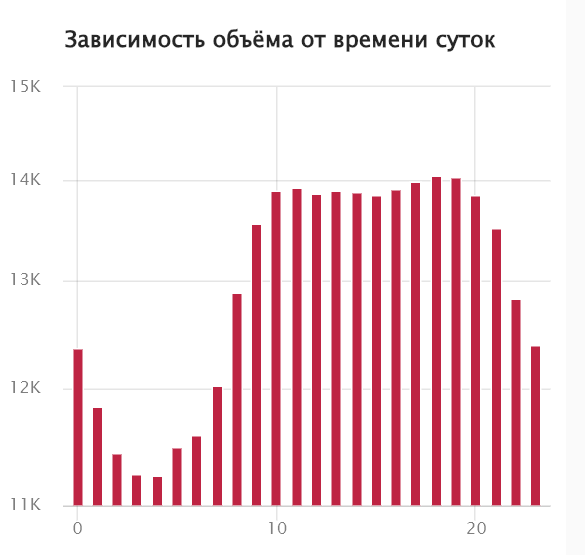 Зависимость объёма от времени суток
15K
14K
13K
12K
11K
0
10
20